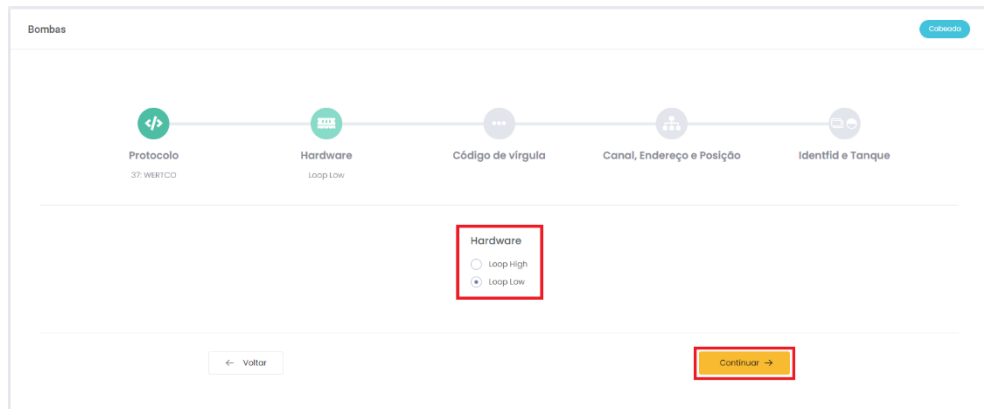 Bombas
Cabeada
Protocolo
Hardware
Código de vírgula
Canal, Endereço e Posição
Identfid e Tanque
37: WERTCO
Loop Low
Hardware
Loop High
Loop Low
← Voltar
Continuar →